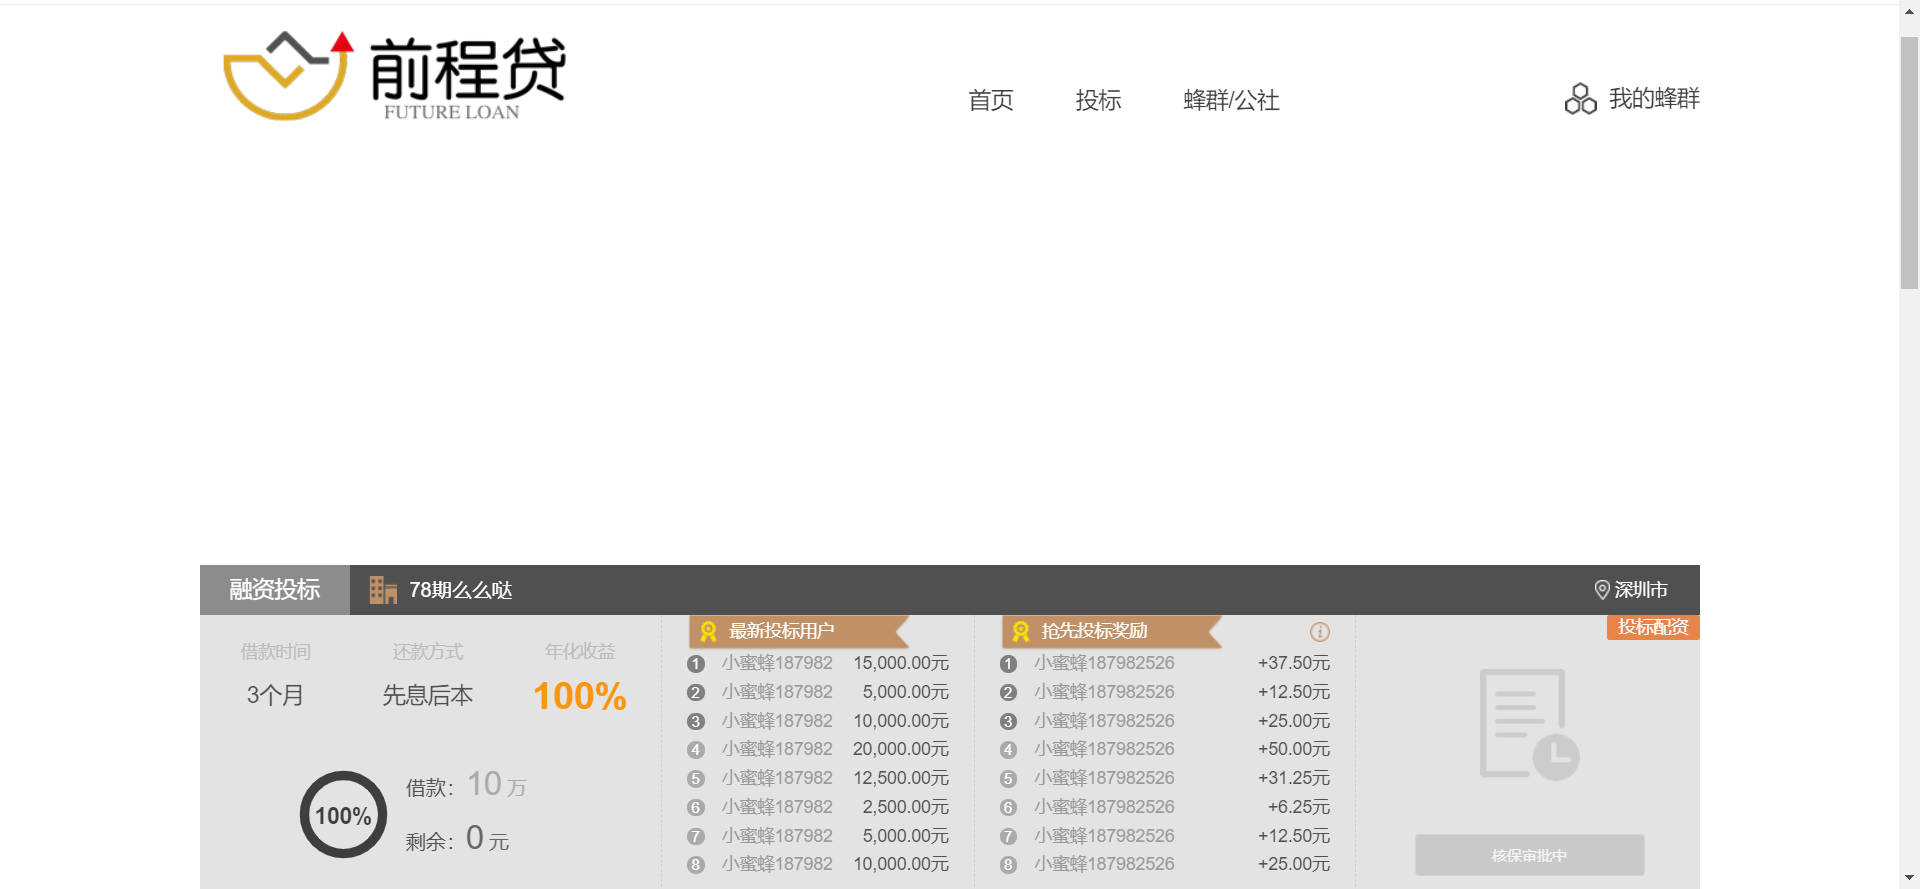 前程贷
FUTURE LOAN
首页 投标 蜂群/公社 我的蜂群
融资投标 78期么么哒 深圳市
借款时间 还款方式 年化收益
3个月 先息后本 100%
100%
借款：10 万
剩余：0 元
最新投标用户
1 小蜜蜂187982 15,000.00元
2 小蜜蜂187982 5,000.00元
3 小蜜蜂187982 10,000.00元
4 小蜜蜂187982 20,000.00元
5 小蜜蜂187982 12,500.00元
6 小蜜蜂187982 2,500.00元
7 小蜜蜂187982 5,000.00元
8 小蜜蜂187982 10,000.00元
抢先投标奖励
1 小蜜蜂187982526 +37.50元
2 小蜜蜂187982526 +12.50元
3 小蜜蜂187982526 +25.00元
4 小蜜蜂187982526 +50.00元
5 小蜜蜂187982526 +31.25元
6 小蜜蜂187982526 +6.25元
7 小蜜蜂187982526 +12.50元
8 小蜜蜂187982526 +25.00元
投标配资
核保审批中